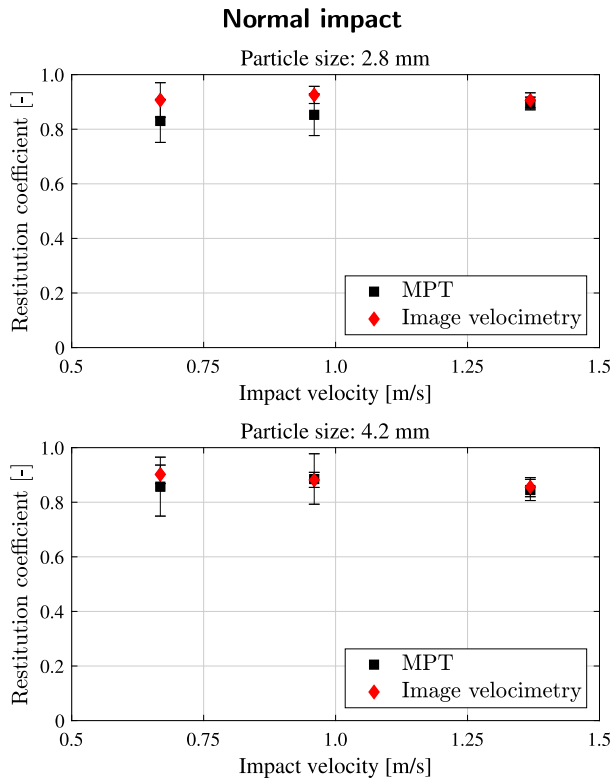 Normal impact
Particle size: 2.8 mm
1.0
0.8
0.6
0.4
0.2
0
Restitution coefficient [-]
MPT
Image velocimetry
0.5 0.75 1.0 1.25 1.5
Impact velocity [m/s]
Particle size: 4.2 mm
1.0
0.8
0.6
0.4
0.2
0
Restitution coefficient [-]
MPT
Image velocimetry
0.5 0.75 1.0 1.25 1.5
Impact velocity [m/s]